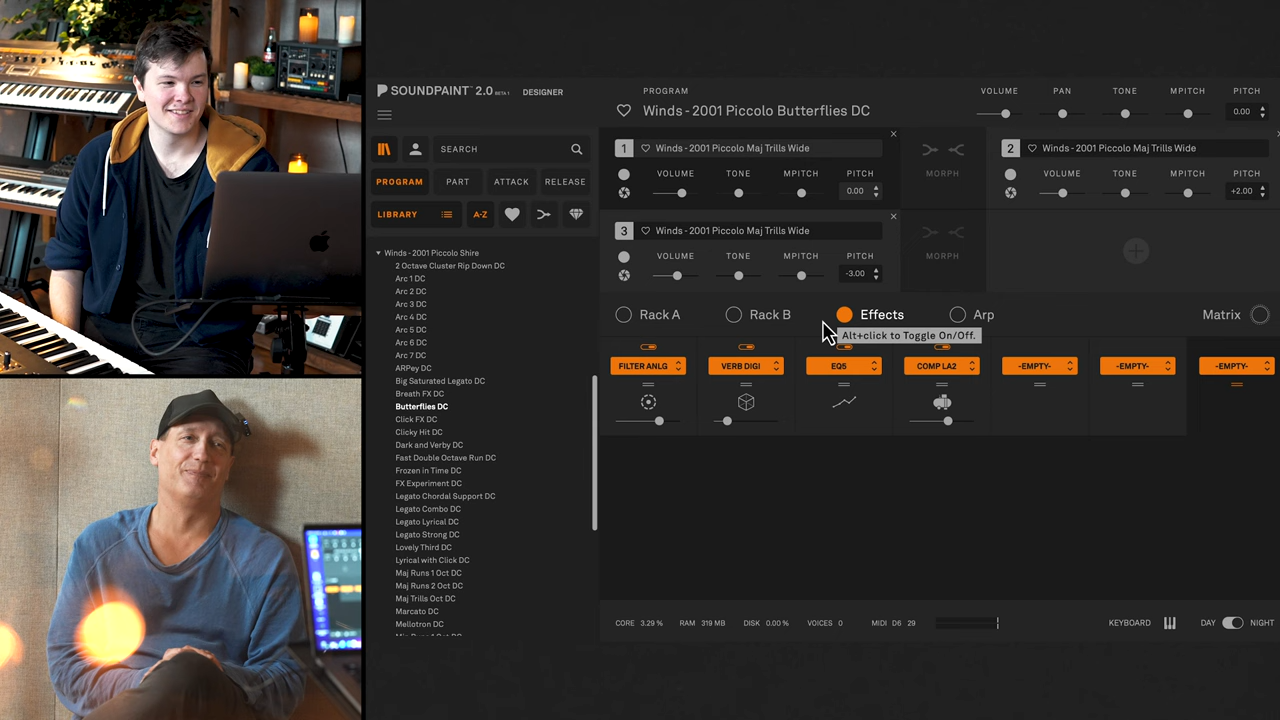 SOUNDPAINT™ 2.0 BETA 1 DESIGNER
PROGRAM
Winds - 2001 Piccolo Butterflies DC
VOLUME PAN TONE MPITCH PITCH
0.00
SEARCH
PROGRAM PART ATTACK RELEASE
LIBRARY A-Z
Winds - 2001 Piccolo Shire
2 Octave Cluster Rip Down DC
Arc 1 DC
Arc 2 DC
Arc 3 DC
Arc 4 DC
Arc 5 DC
Arc 6 DC
Arc 7 DC
ARPey DC
Big Saturated Legato DC
Breath FX DC
Butterflies DC
Click FX DC
Clicky Hit DC
Dark and Verby DC
Fast Double Octave Run DC
Frozen in Time DC
FX Experiment DC
Legato Chordal Support DC
Legato Combo DC
Legato Lyrical DC
Legato Strong DC
Lovely Third DC
Lyrical with Click DC
Maj Runs 1 Oct DC
Maj Runs 2 Oct DC
Maj Trills Oct DC
Marcato DC
Mellotron DC
1 Winds - 2001 Piccolo Maj Trills Wide
VOLUME TONE MPITCH PITCH
0.00
MORPH
2 Winds - 2001 Piccolo Maj Trills Wide
VOLUME TONE MPITCH PITCH
+2.00
3 Winds - 2001 Piccolo Maj Trills Wide
VOLUME TONE MPITCH PITCH
-3.00
MORPH
Rack A Rack B Effects Arp Matrix
Alt+click to Toggle On/Off.
FILTER ANLG VERB DIGI EQ5 COMP LA2 -EMPTY- -EMPTY- -EMPTY-
CORE 3.29 % RAM 319 MB DISK 0.00 % VOICES 0 MIDI D6 29 KEYBOARD DAY NIGHT